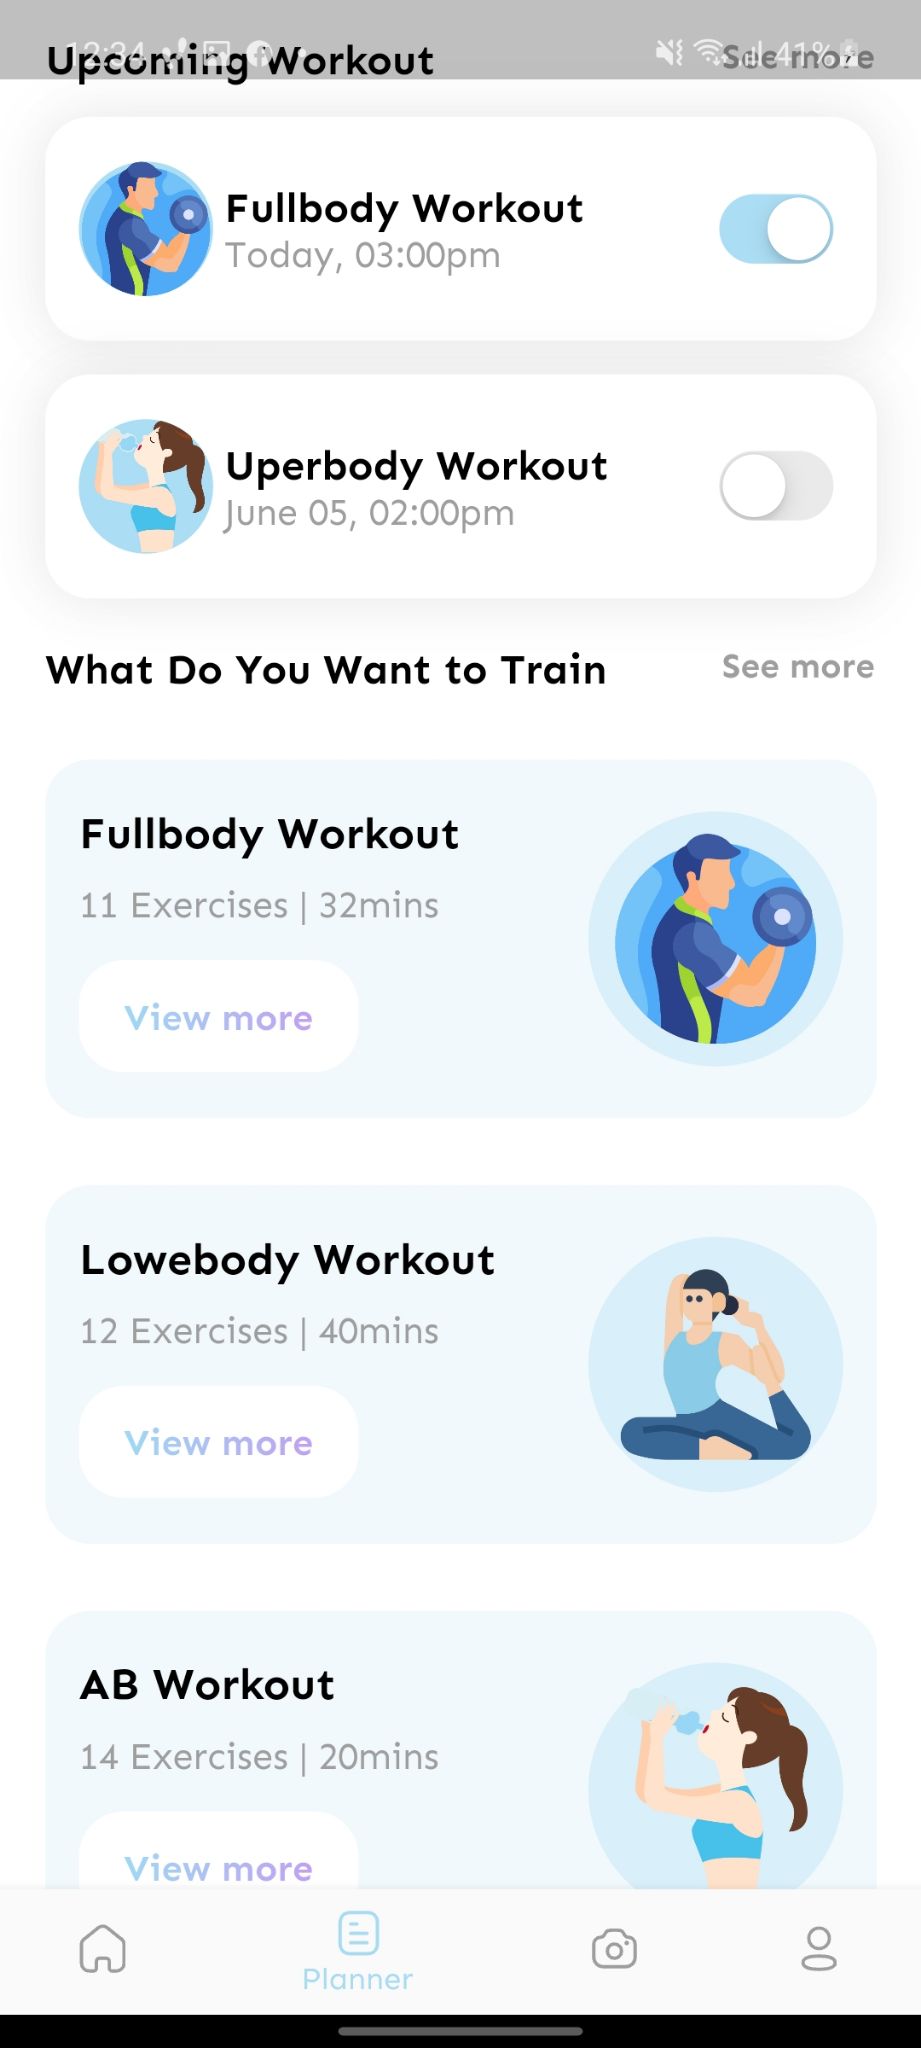 12:34 41%
Upcoming Workout See more
Fullbody Workout
Today, 03:00pm
Uperbody Workout
June 05, 02:00pm
What Do You Want to Train See more
Fullbody Workout
11 Exercises | 32mins
View more
Lowebody Workout
12 Exercises | 40mins
View more
AB Workout
14 Exercises | 20mins
View more
Planner